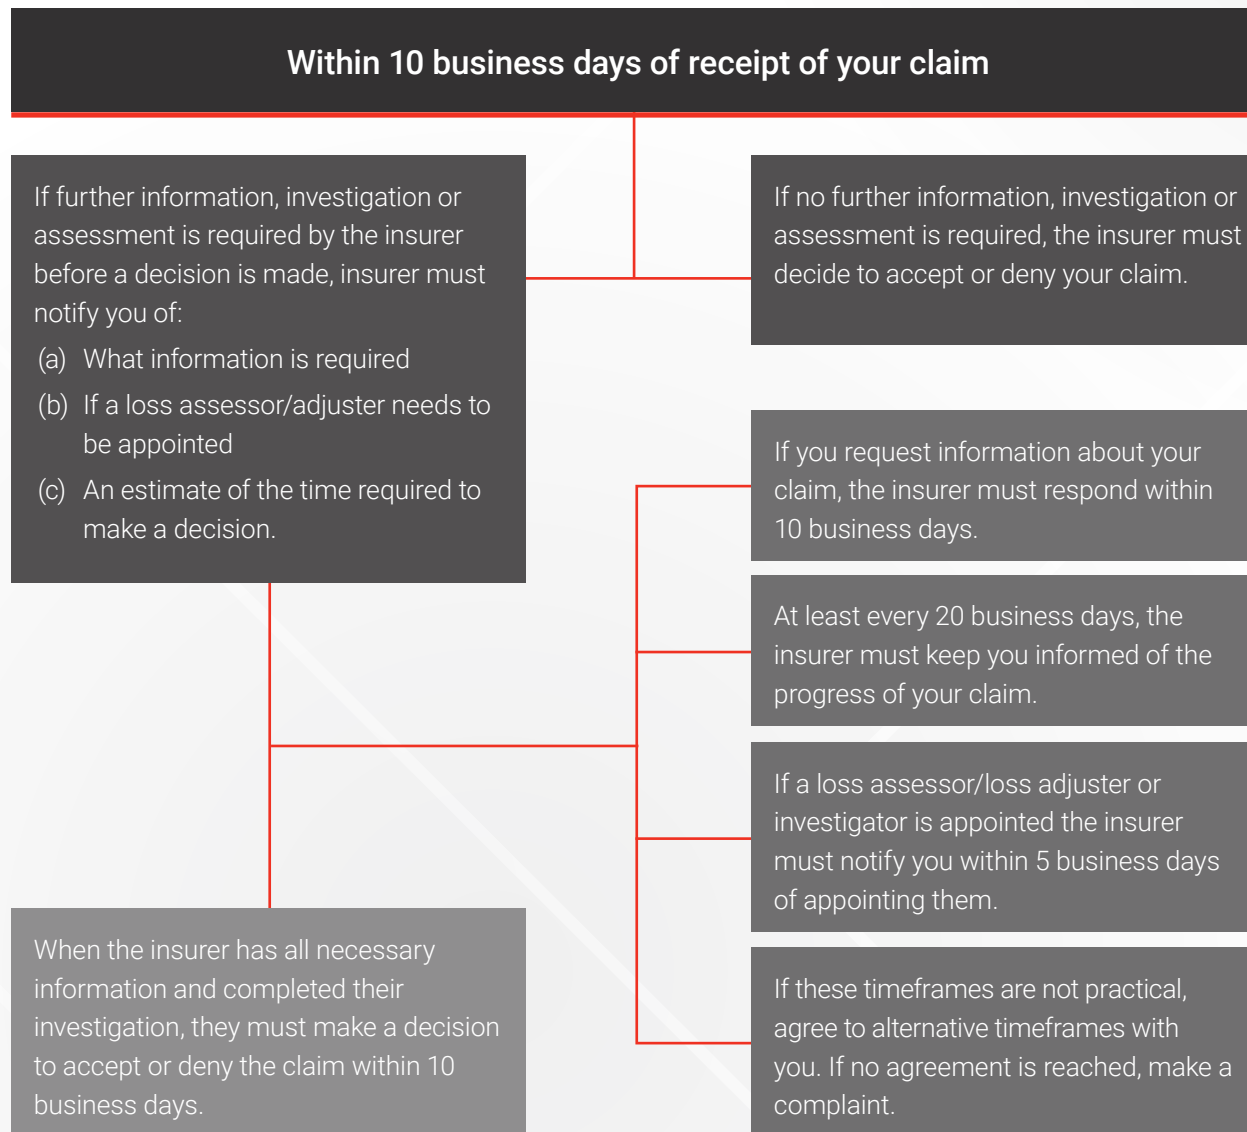 Within 10 business days of receipt of your claim
If further information, investigation or
assessment is required by the insurer
before a decision is made, insurer must
notify you of:
(a) What information is required
(b) If a loss assessor/adjuster needs to
be appointed
(c) An estimate of the time required to
make a decision.
If no further information, investigation or
assessment is required, the insurer must
decide to accept or deny your claim.
If you request information about your
claim, the insurer must respond within
10 business days.
At least every 20 business days, the
insurer must keep you informed of the
progress of your claim.
If a loss assessor/loss adjuster or
investigator is appointed the insurer
must notify you within 5 business days
of appointing them.
If these timeframes are not practical,
agree to alternative timeframes with
you. If no agreement is reached, make a
complaint.
When the insurer has all necessary
information and completed their
investigation, they must make a decision
to accept or deny the claim within 10
business days.